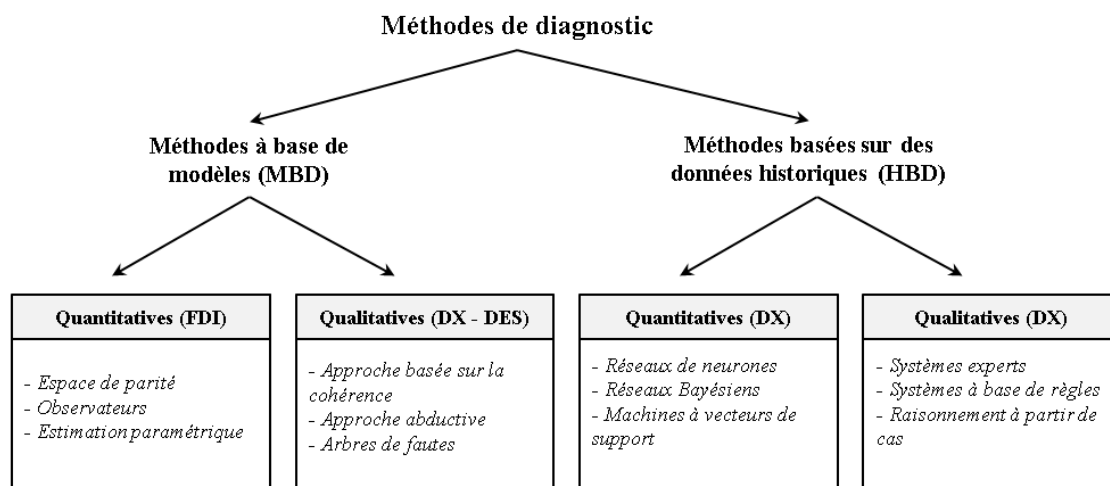 Méthodes de diagnostic
Méthodes à base de
modèles (MBD)
Méthodes basées sur des
données historiques (HBD)
Quantitatives (FDI)
- Espace de parité
- Observateurs
- Estimation paramétrique
Qualitatives (DX - DES)
- Approche basée sur la
cohérence
- Approche abductive
- Arbres de fautes
Quantitatives (DX)
- Réseaux de neurones
- Réseaux Bayésiens
- Machines à vecteurs de
support
Qualitatives (DX)
- Systèmes experts
- Systèmes à base de règles
- Raisonnement à partir de
cas